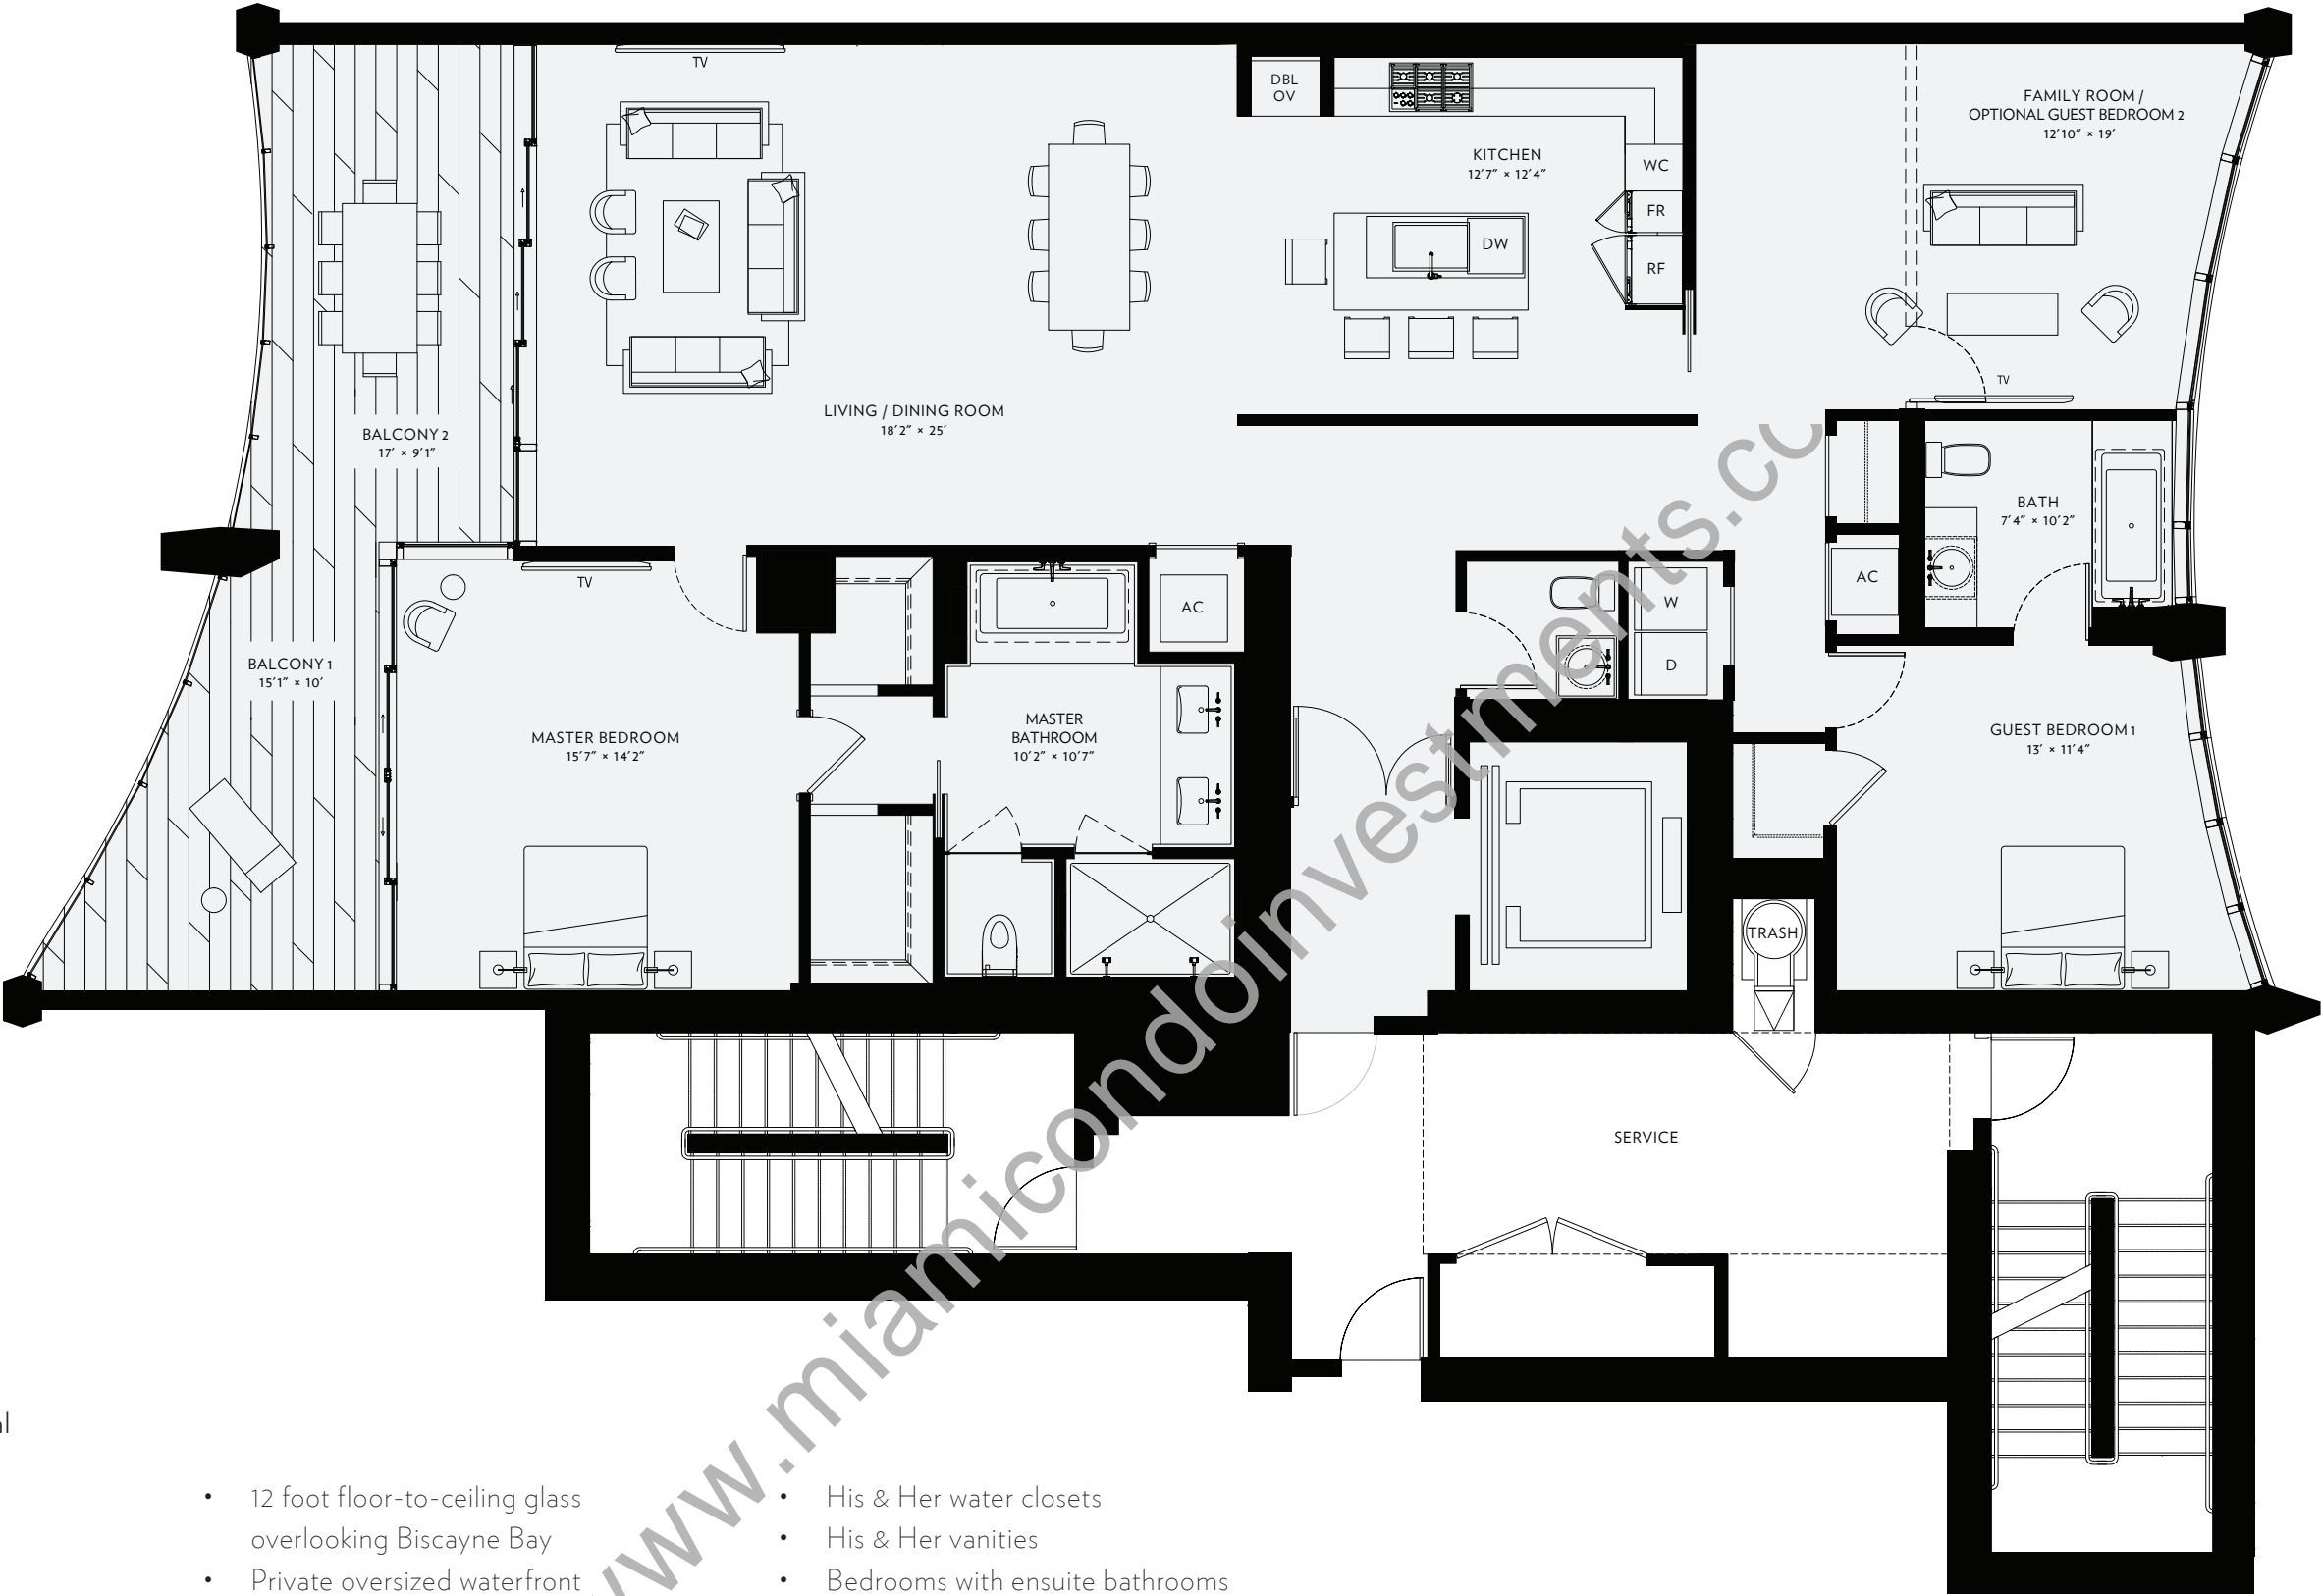 TV
DBL
OV
FAMILY ROOM /
OPTIONAL GUEST BEDROOM 2
12'10" × 19'
KITCHEN
12'7" × 12'4"
WC
FR
DW
RF
TV
LIVING / DINING ROOM
18'2" × 25'
BALCONY 2
17' × 9'1"
BATH
7'4" × 10'2"
TV
AC
AC
W
D
BALCONY 1
15'1" × 10'
MASTER BEDROOM
15'7" × 14'2"
MASTER
BATHROOM
10'2" × 10'7"
GUEST BEDROOM 1
13' × 11'4"
TRASH
SERVICE
• 12 foot floor-to-ceiling glass
overlooking Biscayne Bay
• Private oversized waterfront
• His & Her water closets
• His & Her vanities
• Bedrooms with ensuite bathrooms
www.miamicondoinvestments.cc